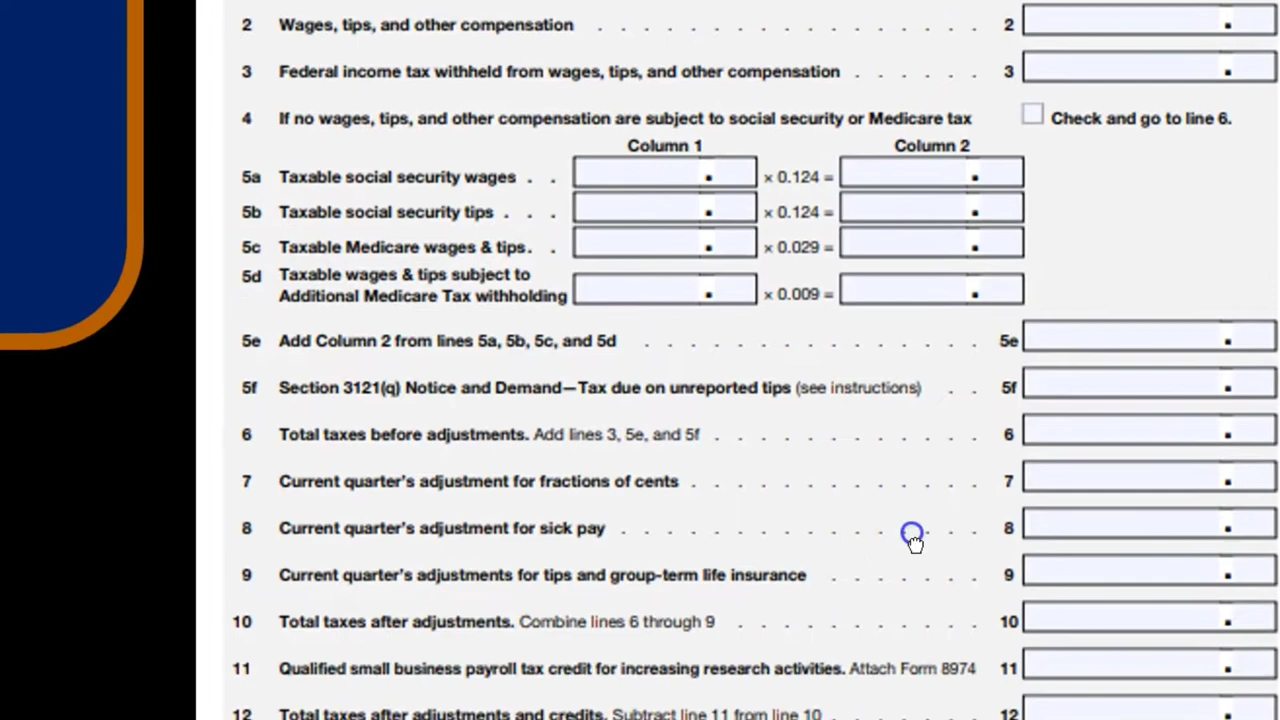 2 Wages, tips, and other compensation . . . . . . . . . . . . . . . . . 2 .
3 Federal income tax withheld from wages, tips, and other compensation . . . . . . 3 .
4 If no wages, tips, and other compensation are subject to social security or Medicare tax Check and go to line 6.
Column 1 Column 2
5a Taxable social security wages . . . × 0.124 = .
5b Taxable social security tips . . . . × 0.124 = .
5c Taxable Medicare wages & tips. . . × 0.029 = .
5d Taxable wages & tips subject to
Additional Medicare Tax withholding . × 0.009 = .
5e Add Column 2 from lines 5a, 5b, 5c, and 5d . . . . . . . . . . . . . . . 5e .
5f Section 3121(q) Notice and Demand—Tax due on unreported tips (see instructions) . . 5f .
6 Total taxes before adjustments. Add lines 3, 5e, and 5f . . . . . . . . . . . . 6 .
7 Current quarter's adjustment for fractions of cents . . . . . . . . . . . . . 7 .
8 Current quarter's adjustment for sick pay . . . . . . . . . . . . . . . . 8 .
9 Current quarter's adjustments for tips and group-term life insurance . . . . . . . 9 .
10 Total taxes after adjustments. Combine lines 6 through 9 . . . . . . . . . . . 10 .
11 Qualified small business payroll tax credit for increasing research activities. Attach Form 8974 11 .
12 Total taxes after adjustments and credits. Subtract line 11 from line 10 . . . . . . . 12 .